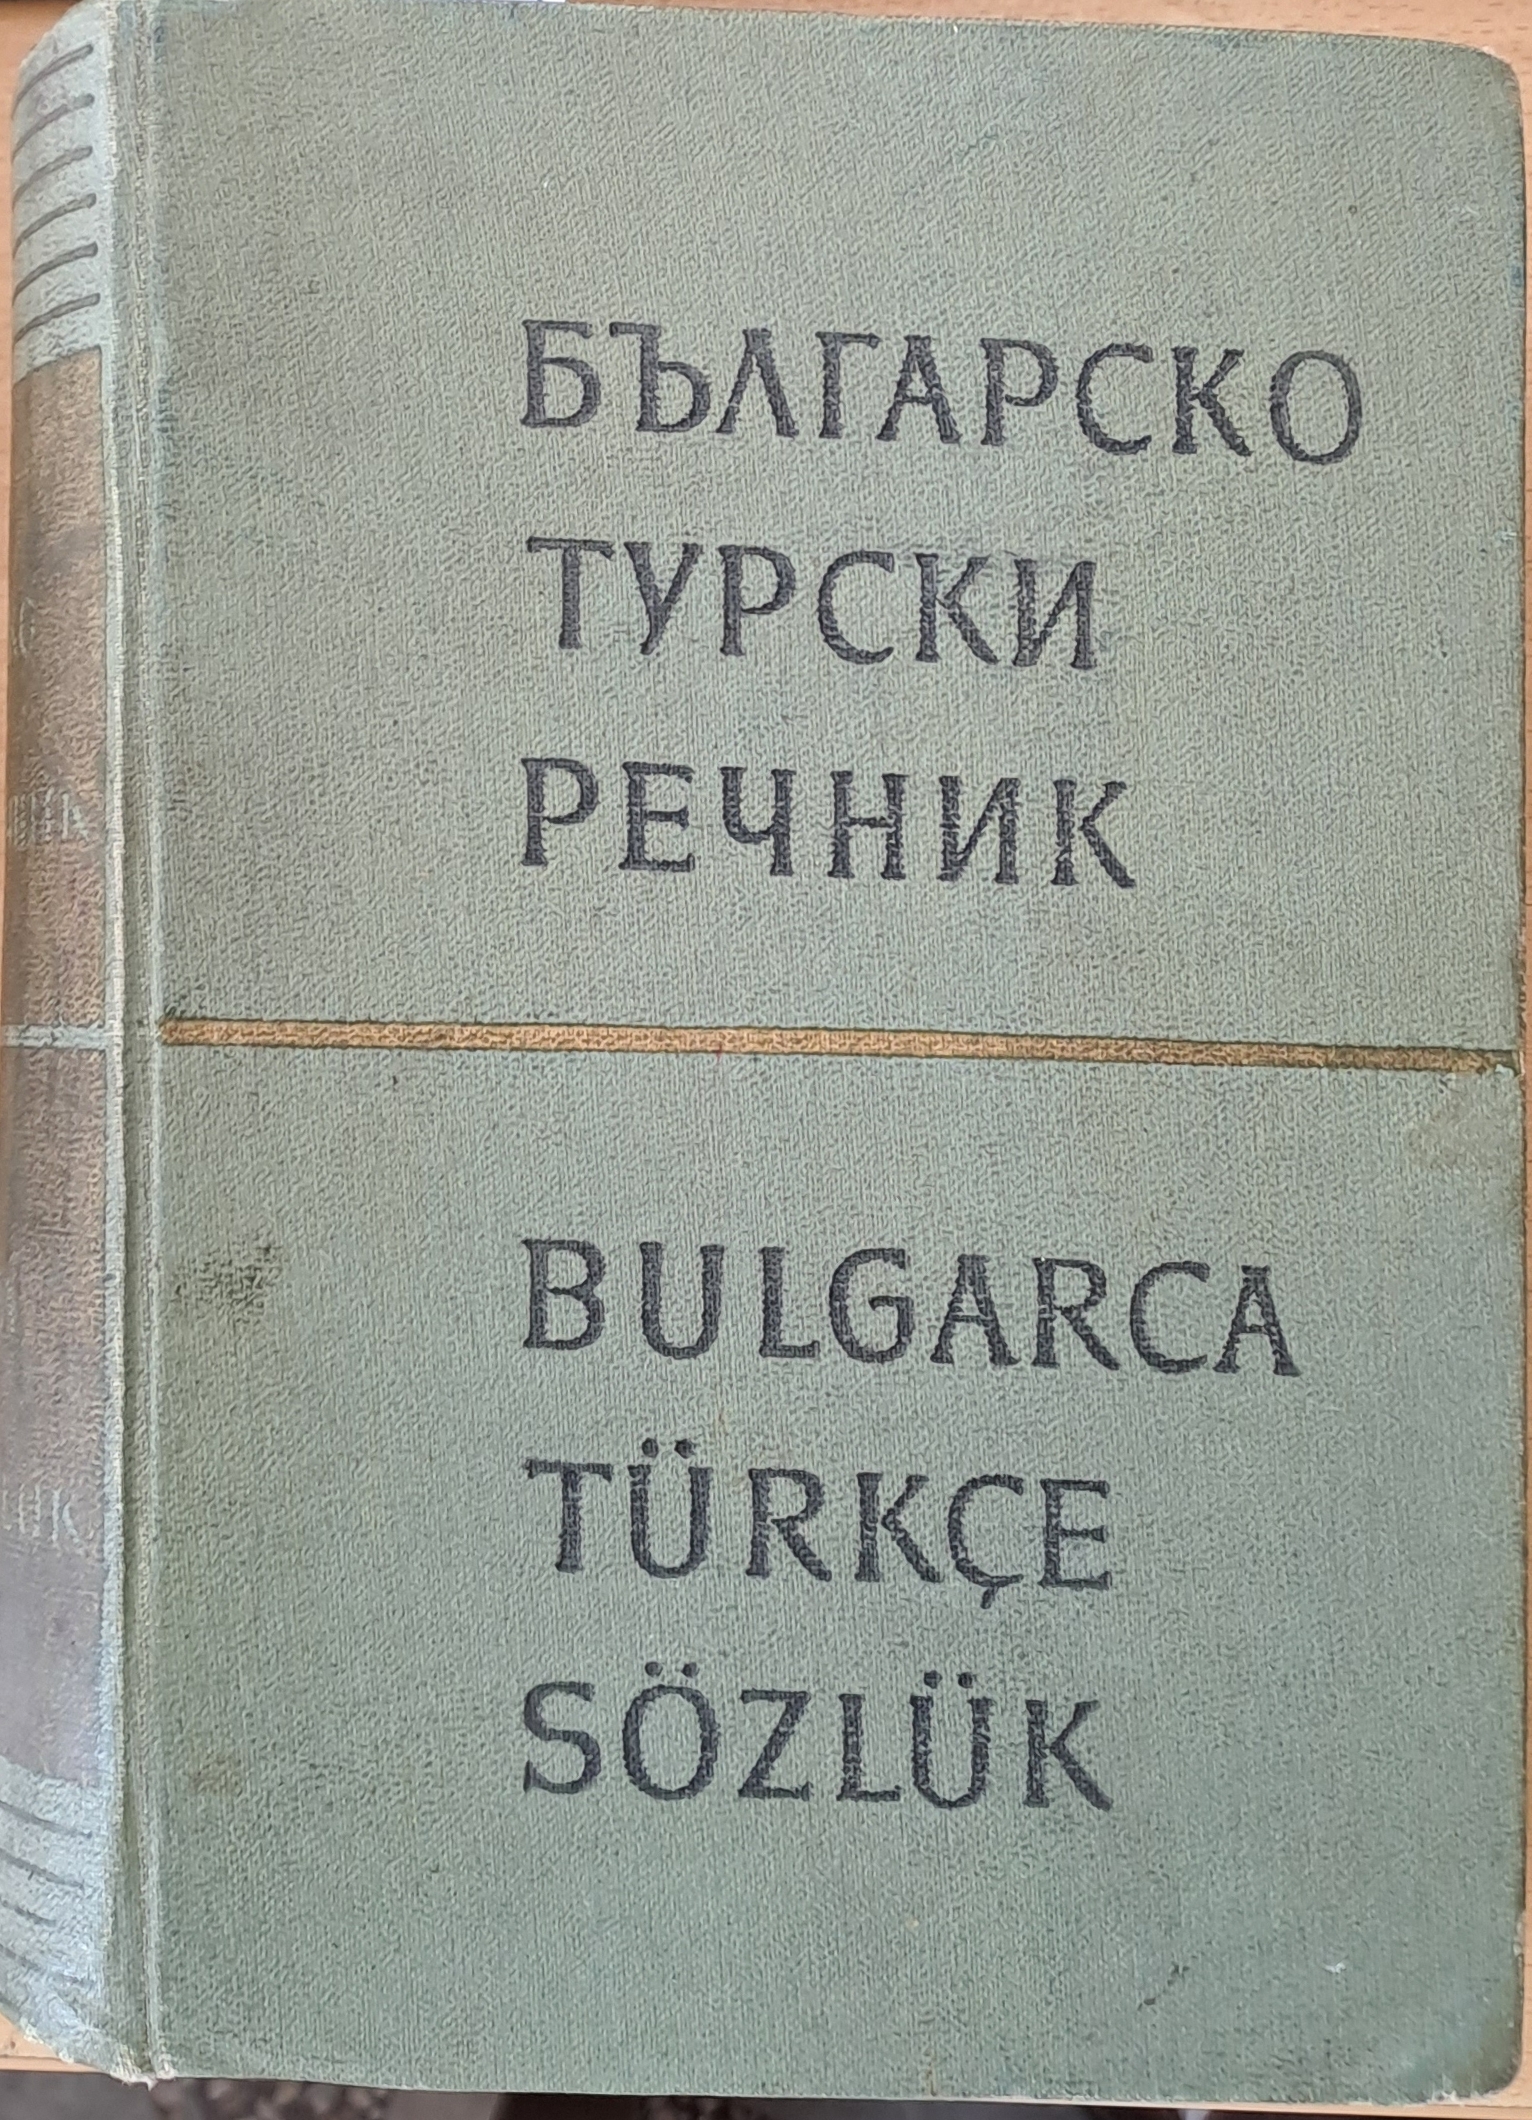 БЪЛГАРСКО
ТУРСКИ
РЕЧНИК
BULGARCA
TÜRKÇE
SÖZLÜK